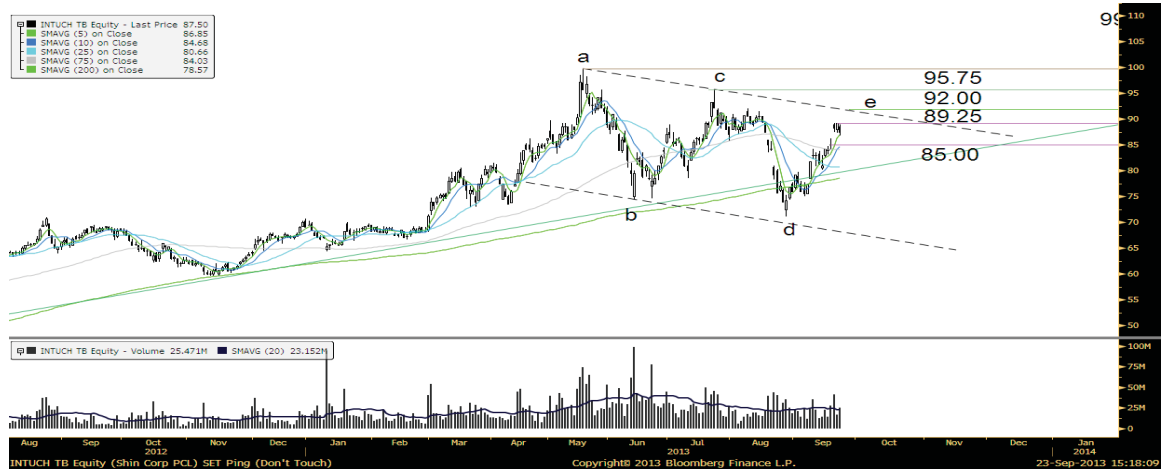 INTUCH TB Equity - Last Price 87.50
SMAVG (5) on Close 86.85
SMAVG (10) on Close 84.68
SMAVG (25) on Close 80.66
SMAVG (75) on Close 84.03
SMAVG (200) on Close 78.57
99
110
a
100
c
95.75
95
e
92.00
90
89.25
85
85.00
80
75
b
70
d
65
60
55
50
INTUCH TB Equity - Volume 25.471M SMAVG (20) 23.152M
100M
75M
50M
25M
0
Aug Sep Oct Nov Dec Jan Feb Mar Apr May Jun Jul Aug Sep Oct Nov Dec Jan
2012 2013 2014
INTUCH TB Equity (Shin Corp PCL) SET Ping (Don't Touch) Copyright© 2013 Bloomberg Finance L.P. 23-Sep-2013 15:18:09